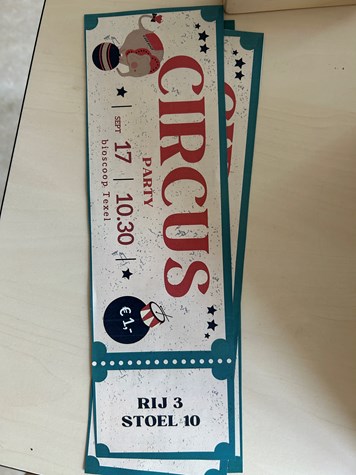 CIRCUS
PARTY
SEPT 17 10.30
bioscoop Texel
€ 1,-
RIJ 3
STOEL 10